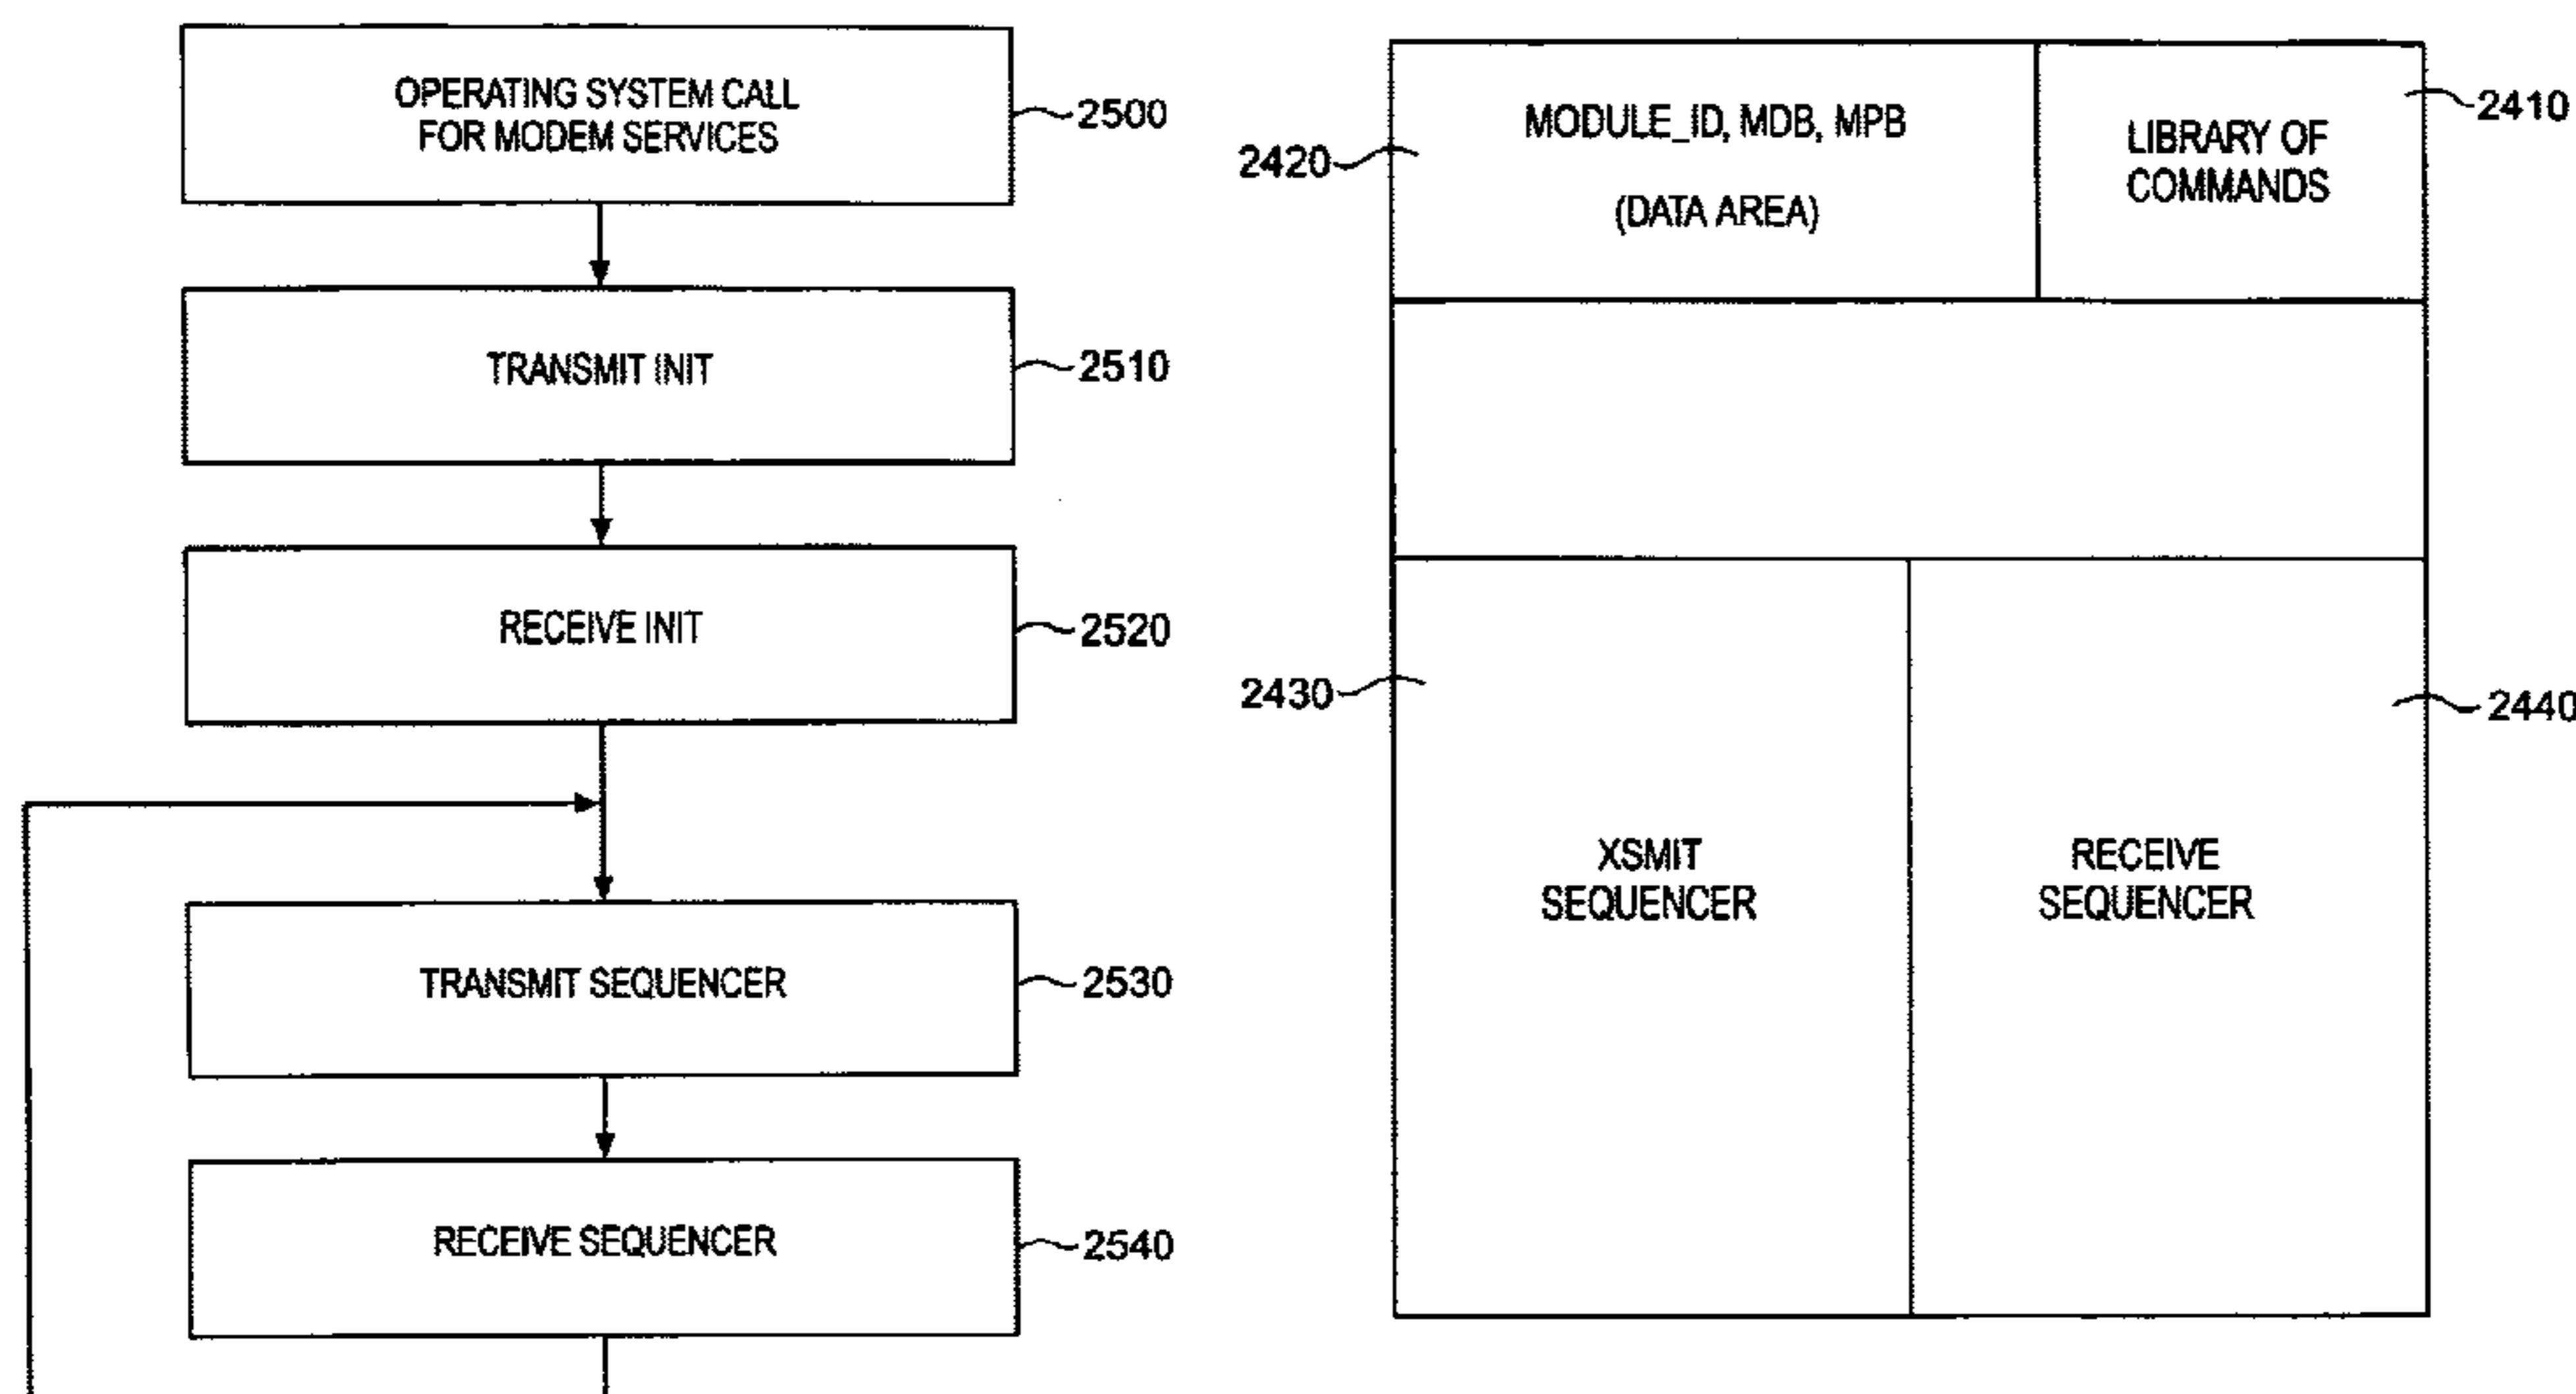 OPERATING SYSTEM CALL
FOR MODEM SERVICES
2500
TRANSMIT INIT
2510
RECEIVE INIT
2520
TRANSMIT SEQUENCER
2530
RECEIVE SEQUENCER
2540
MODULE_ID, MDB, MPB
(DATA AREA)
2420
LIBRARY OF
COMMANDS
2410
2430
XSMIT
SEQUENCER
RECEIVE
SEQUENCER
2440